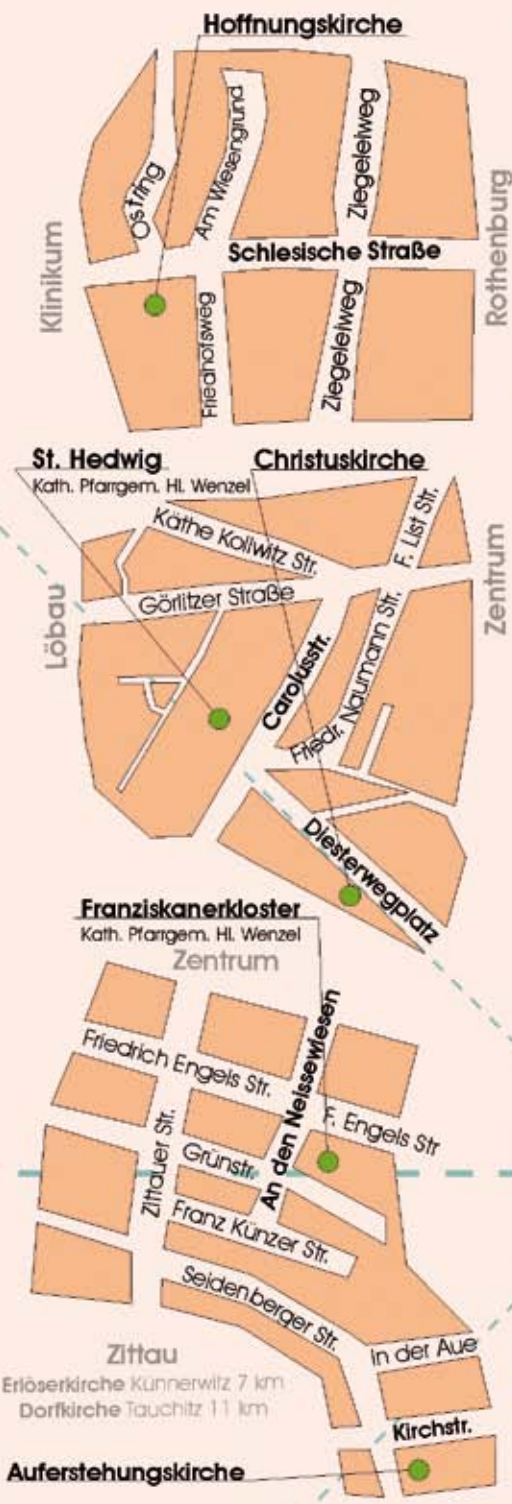 Hoffnungskirche
Ostring
Am Wiesengrund
Ziegeleiweg
Klinikum
Rothenburg
Schlesische Straße
Friedhofsweg
Ziegeleiweg
St. Hedwig
Kath. Pfarrgem. Hl. Wenzel
Christuskirche
Käthe Kollwitz Str.
F. List Str.
Görlitzer Straße
Löbau
Zentrum
Carolusstr.
Friedr. Naumann Str.
Diesterwegplatz
Franziskanerkloster
Kath. Pfarrgem. Hl. Wenzel
Zentrum
Friedrich Engels Str.
An den Neissewiesen
F. Engels Str
Zittauer Str.
Grünstr.
Franz Künzer Str.
Seidenberger Str.
In der Aue
Zittau
Erlöserkirche Kunnerwitz 7 km
Dorfkirche Tauchitz 11 km
Kirchstr.
Auferstehungskirche